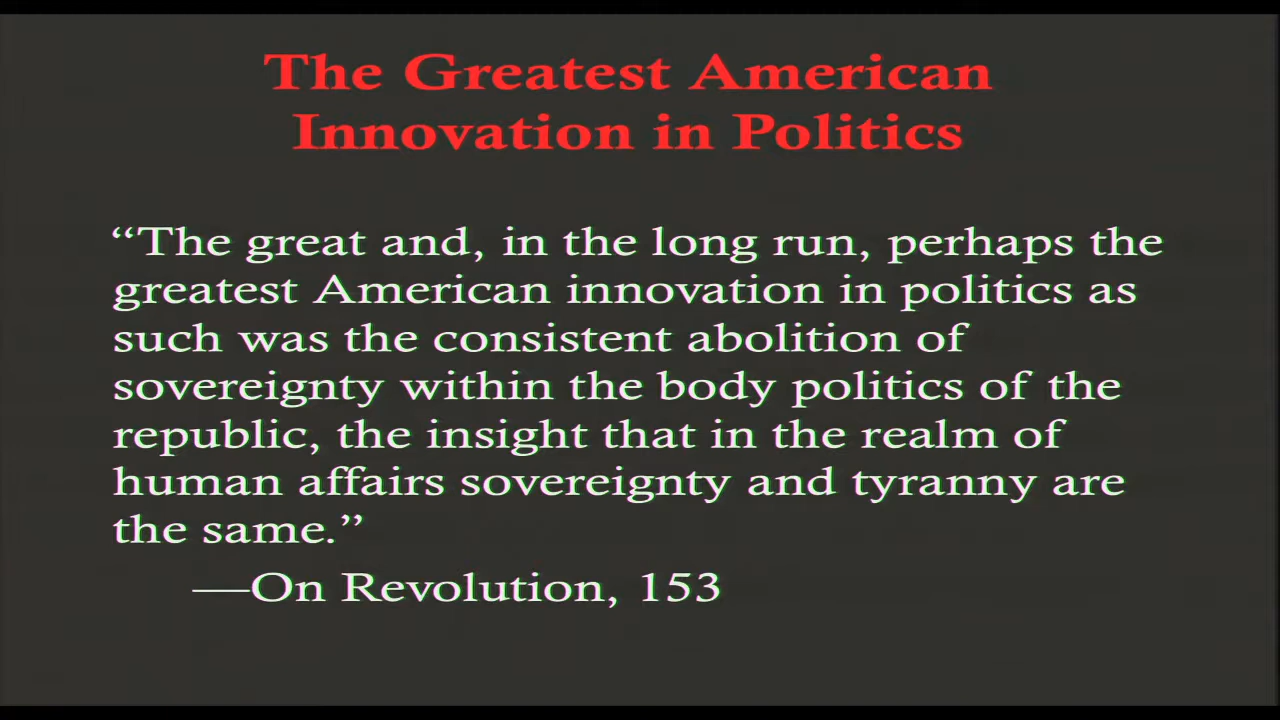 The Greatest American
Innovation in Politics
“The great and, in the long run, perhaps the
greatest American innovation in politics as
such was the consistent abolition of
sovereignty within the body politics of the
republic, the insight that in the realm of
human affairs sovereignty and tyranny are
the same.”
—On Revolution, 153